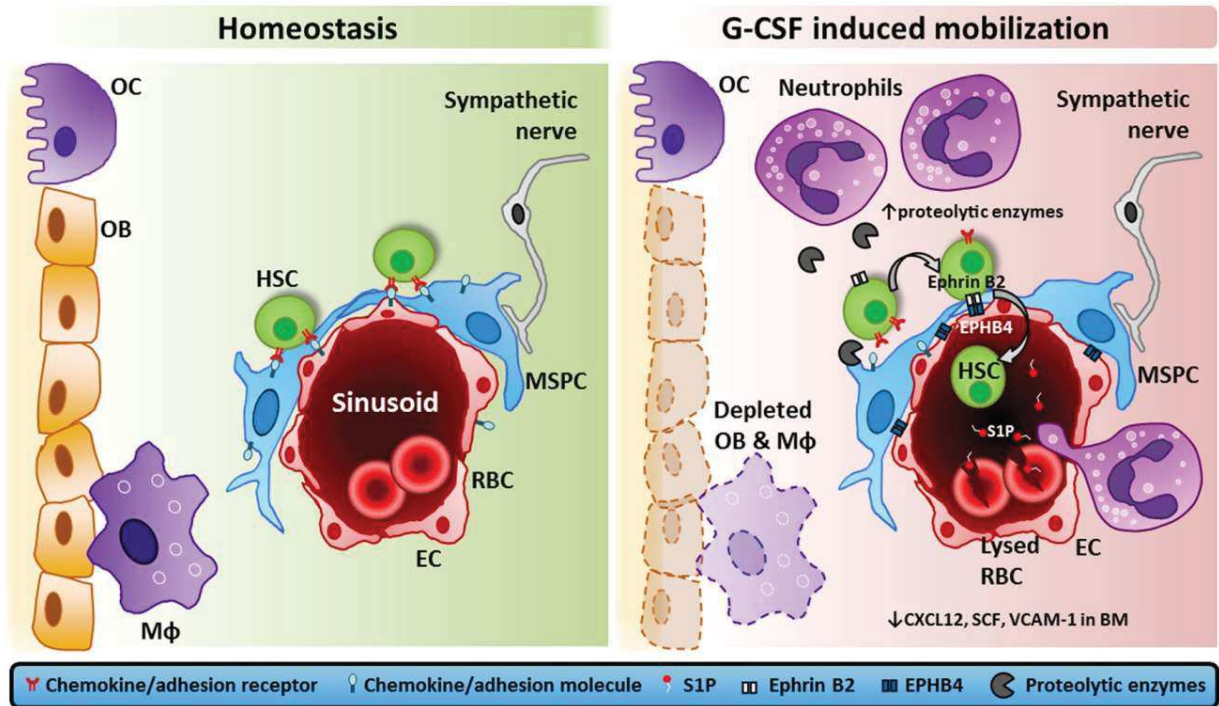 Homeostasis
OC
Sympathetic
nerve
OB
HSC
MSPC
Sinusoid
RBC
EC
Mϕ
G-CSF induced mobilization
OC
Neutrophils
Sympathetic
nerve
↑proteolytic enzymes
Ephrin B2
EPHB4
HSC
MSPC
Depleted
OB & Mϕ
S1P
Lysed
RBC
EC
↓CXCL12, SCF, VCAM-1 in BM
Chemokine/adhesion receptor Chemokine/adhesion molecule S1P Ephrin B2 EPHB4 Proteolytic enzymes